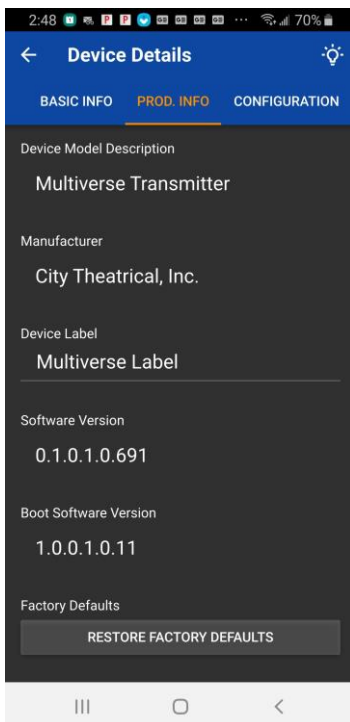 2:48 70%
Device Details
BASIC INFO PROD. INFO CONFIGURATION
Device Model Description
Multiverse Transmitter
Manufacturer
City Theatrical, Inc.
Device Label
Multiverse Label
Software Version
0.1.0.1.0.691
Boot Software Version
1.0.0.1.0.11
Factory Defaults
RESTORE FACTORY DEFAULTS